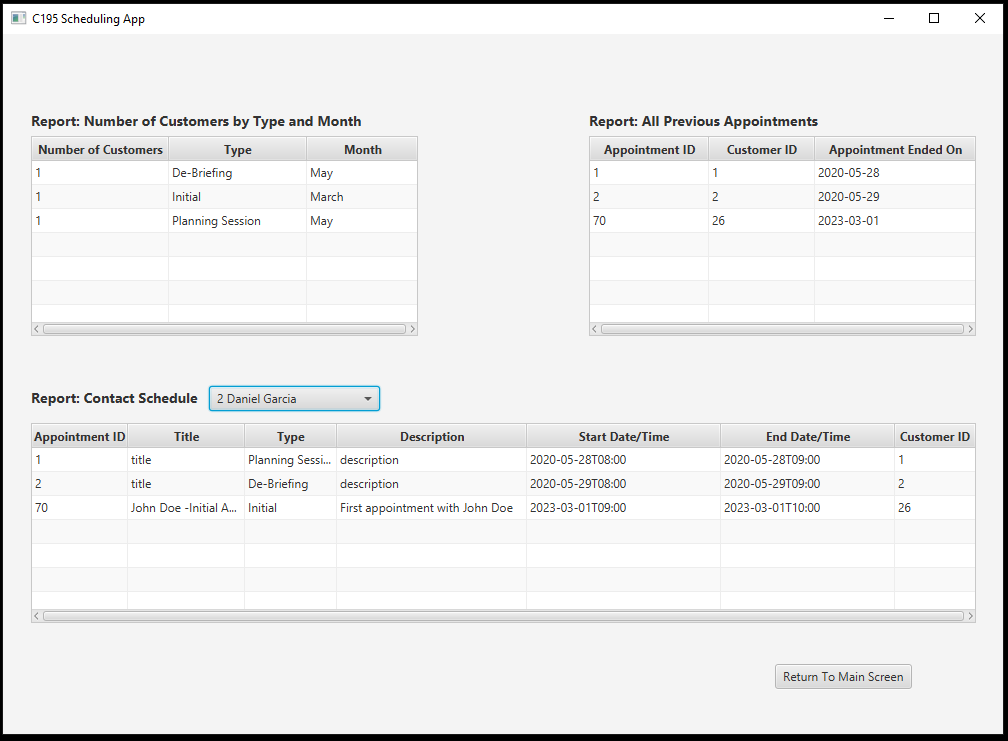 C195 Scheduling App
Report: Number of Customers by Type and Month
Number of Customers Type Month
1 De-Briefing May
1 Initial March
1 Planning Session May
Report: All Previous Appointments
Appointment ID Customer ID Appointment Ended On
1 1 2020-05-28
2 2 2020-05-29
70 26 2023-03-01
Report: Contact Schedule 2 Daniel Garcia
Appointment ID Title Type Description Start Date/Time End Date/Time Customer ID
1 title Planning Sessi... description 2020-05-28T08:00 2020-05-28T09:00 1
2 title De-Briefing description 2020-05-29T08:00 2020-05-29T09:00 2
70 John Doe -Initial A... Initial First appointment with John Doe 2023-03-01T09:00 2023-03-01T10:00 26
Return To Main Screen